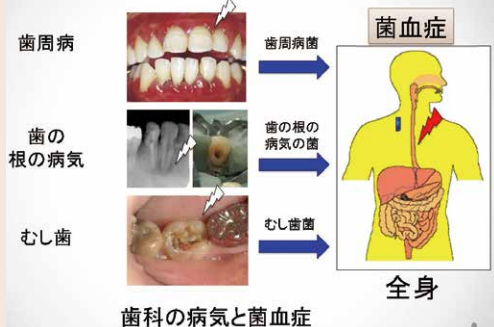 菌血症
歯周病
歯周病菌
歯の
根の病気
歯の根の
病気の菌
むし歯
むし歯菌
全身
歯科の病気と菌血症